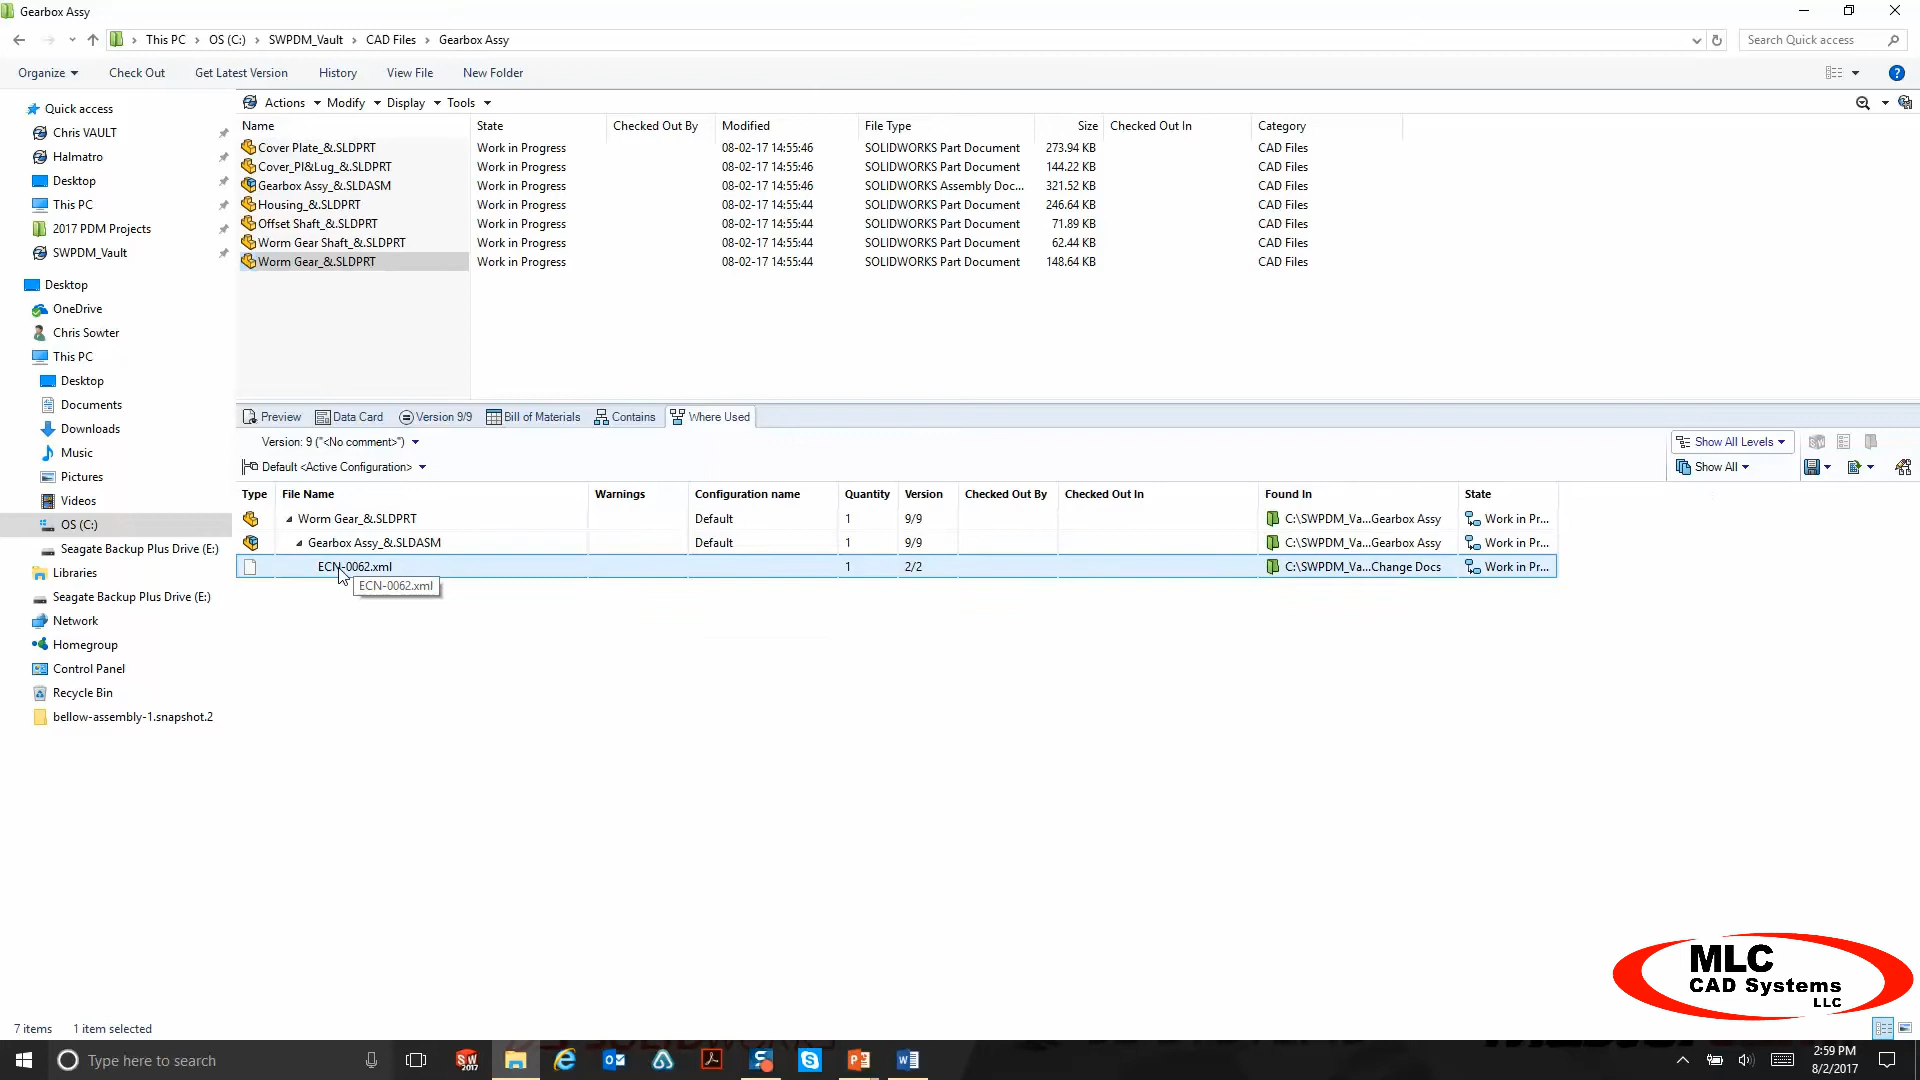 Gearbox Assy
This PC > OS (C:) > SWPDM_Vault > CAD Files > Gearbox Assy
Search Quick access
Organize Check Out Get Latest Version History View File New Folder
Actions Modify Display Tools
Name State Checked Out By Modified File Type Size Checked Out In Category
Cover Plate_&.SLDPRT Work in Progress 08-02-17 14:55:46 SOLIDWORKS Part Document 273.94 KB CAD Files
Cover_Pl&Lug_&.SLDPRT Work in Progress 08-02-17 14:55:46 SOLIDWORKS Part Document 144.22 KB CAD Files
Gearbox Assy_&.SLDASM Work in Progress 08-02-17 14:55:46 SOLIDWORKS Assembly Doc... 321.52 KB CAD Files
Housing_&.SLDPRT Work in Progress 08-02-17 14:55:44 SOLIDWORKS Part Document 246.64 KB CAD Files
Offset Shaft_&.SLDPRT Work in Progress 08-02-17 14:55:44 SOLIDWORKS Part Document 71.89 KB CAD Files
Worm Gear Shaft_&.SLDPRT Work in Progress 08-02-17 14:55:44 SOLIDWORKS Part Document 62.44 KB CAD Files
Worm Gear_&.SLDPRT Work in Progress 08-02-17 14:55:44 SOLIDWORKS Part Document 148.64 KB CAD Files
Quick access
Chris VAULT
Halmatro
Desktop
This PC
2017 PDM Projects
SWPDM_Vault
Desktop
OneDrive
Chris Sowter
This PC
Desktop
Documents
Downloads
Music
Pictures
Videos
OS (C:)
Seagate Backup Plus Drive (E:)
Libraries
Seagate Backup Plus Drive (E:)
Network
Homegroup
Control Panel
Recycle Bin
bellow-assembly-1.snapshot.2
Preview Data Card Version 9/9 Bill of Materials Contains Where Used
Version: 9 ("<No comment>")
Show All Levels
Default <Active Configuration>
Show All
Type File Name Warnings Configuration name Quantity Version Checked Out By Checked Out In Found In State
Worm Gear_&.SLDPRT Default 1 9/9 C:\SWPDM_Va...Gearbox Assy Work in Pr...
Gearbox Assy_&.SLDASM Default 1 9/9 C:\SWPDM_Va...Gearbox Assy Work in Pr...
ECN-0062.xml 1 2/2 C:\SWPDM_Va...Change Docs Work in Pr...
ECN-0062.xml
MLC
CAD Systems
LLC
7 items 1 item selected
Type here to search
SW
2017
2:59 PM
8/2/2017